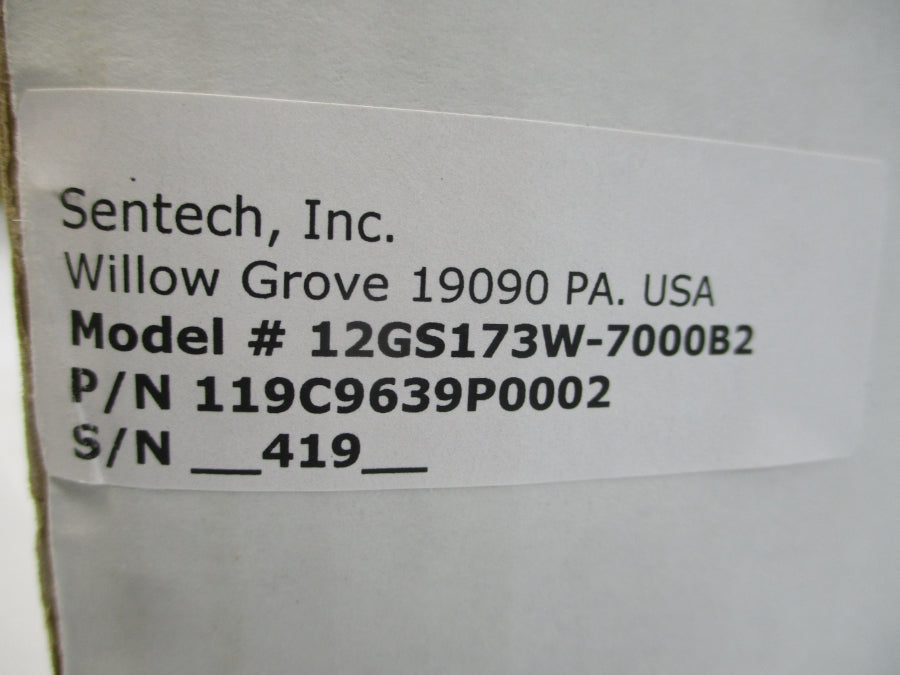 Sentech, Inc.
Willow Grove 19090 PA. USA
Model # 12GS173W-7000B2
P/N 119C9639P0002
S/N __419__